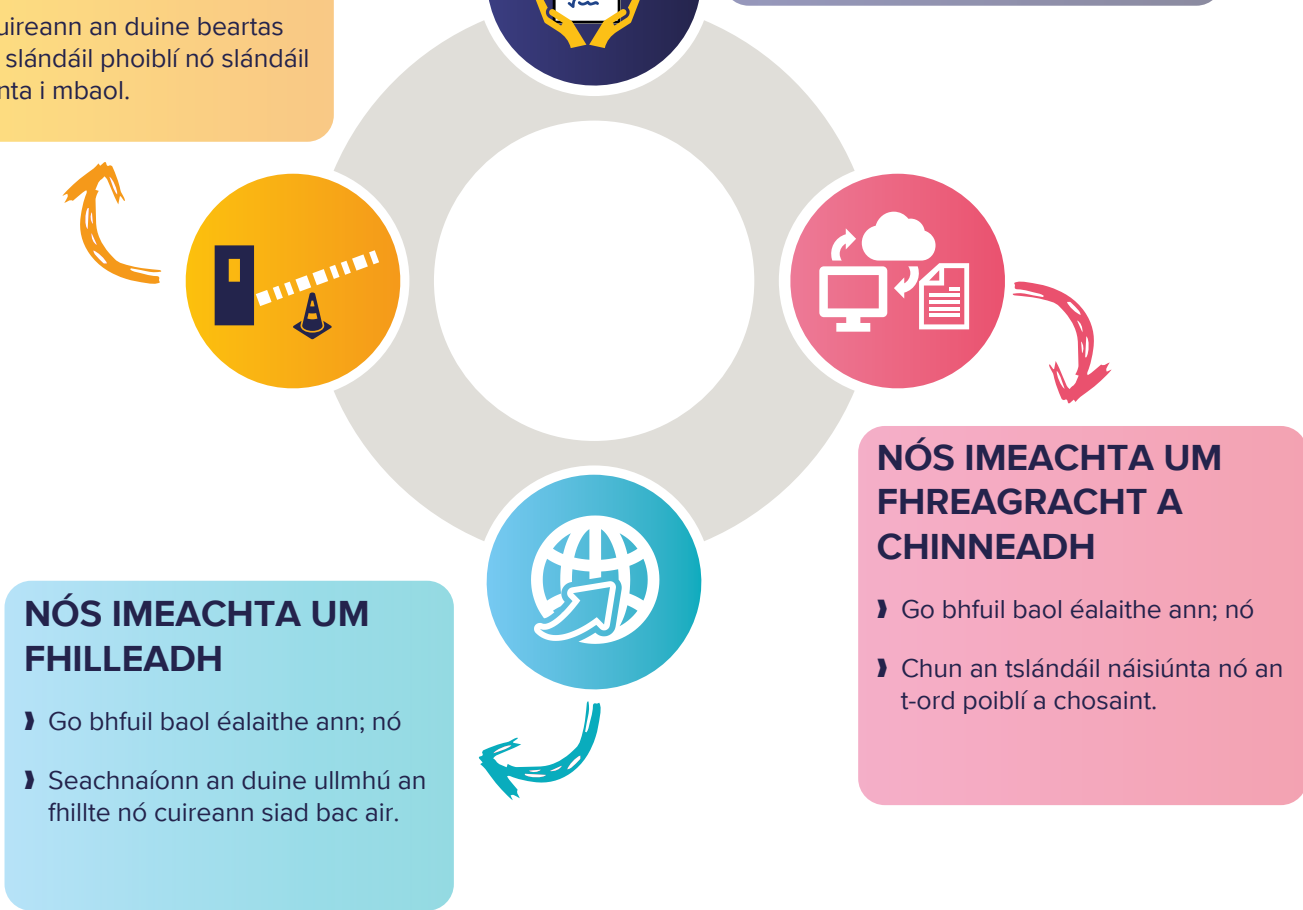 uireann an duine beartas
slándáil phoiblí nó slándáil
nta i mbaol.
NÓS IMEACHTA UM
FHREAGRACHT A
CHINNEADH
❱ Go bhfuil baol éalaithe ann; nó
❱ Chun an tslándáil náisiúnta nó an
t-ord poiblí a chosaint.
NÓS IMEACHTA UM
FHILLEADH
❱ Go bhfuil baol éalaithe ann; nó
❱ Seachnaíonn an duine ullmhú an
fhillte nó cuireann siad bac air.